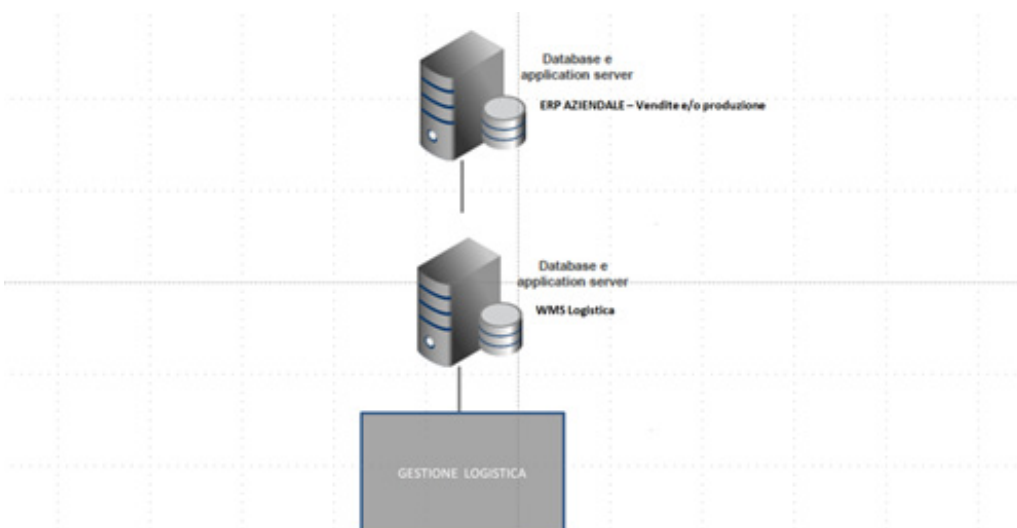 Database e
application server
ERP AZIENDALE – Vendite e/o produzione
Database e
application server
WMS Logistica
GESTIONE LOGISTICA